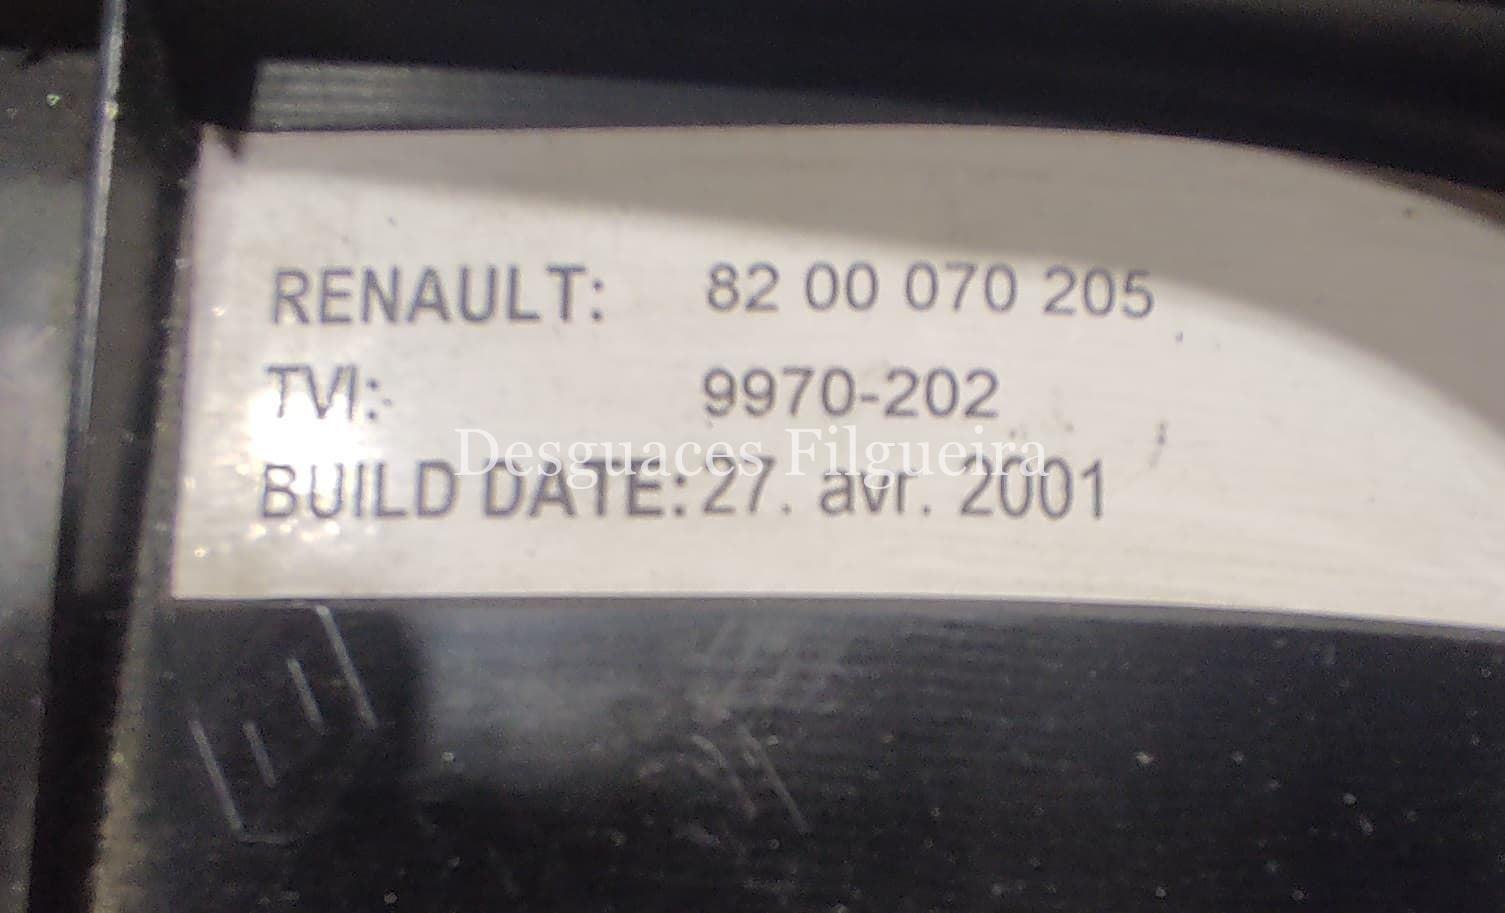 RENAULT: 82 00 070 205
TVI: 9970-202
Desguaces Filgueira
BUILD DATE: 27. avr. 2001